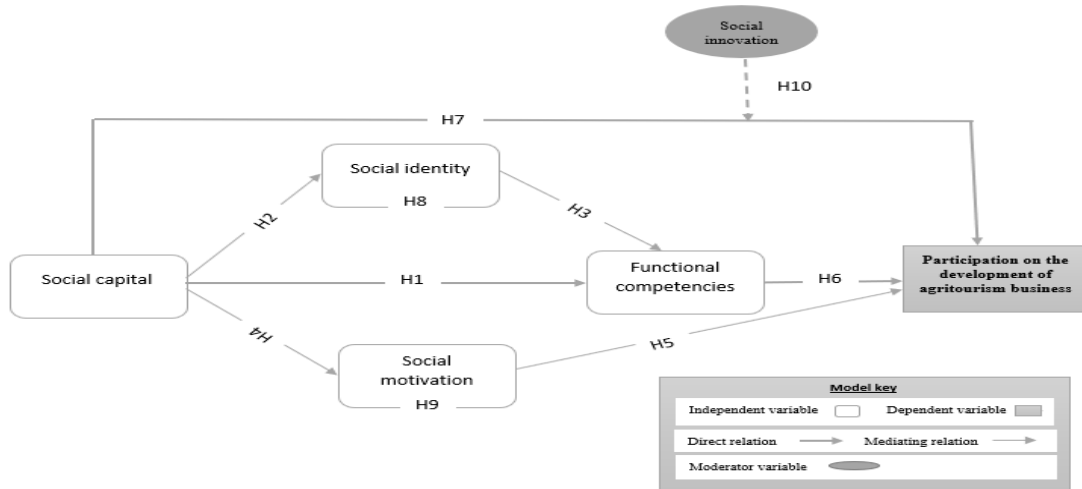 Social
innovation
H10
H7
Social identity
H8
H2
H3
Social capital
H1
Functional
competencies
H6
Participation on the
development of
agritourism business
H4
Social
motivation
H9
H5
Model key
Independent variable
Dependent variable
Direct relation
Mediating relation
Moderator variable